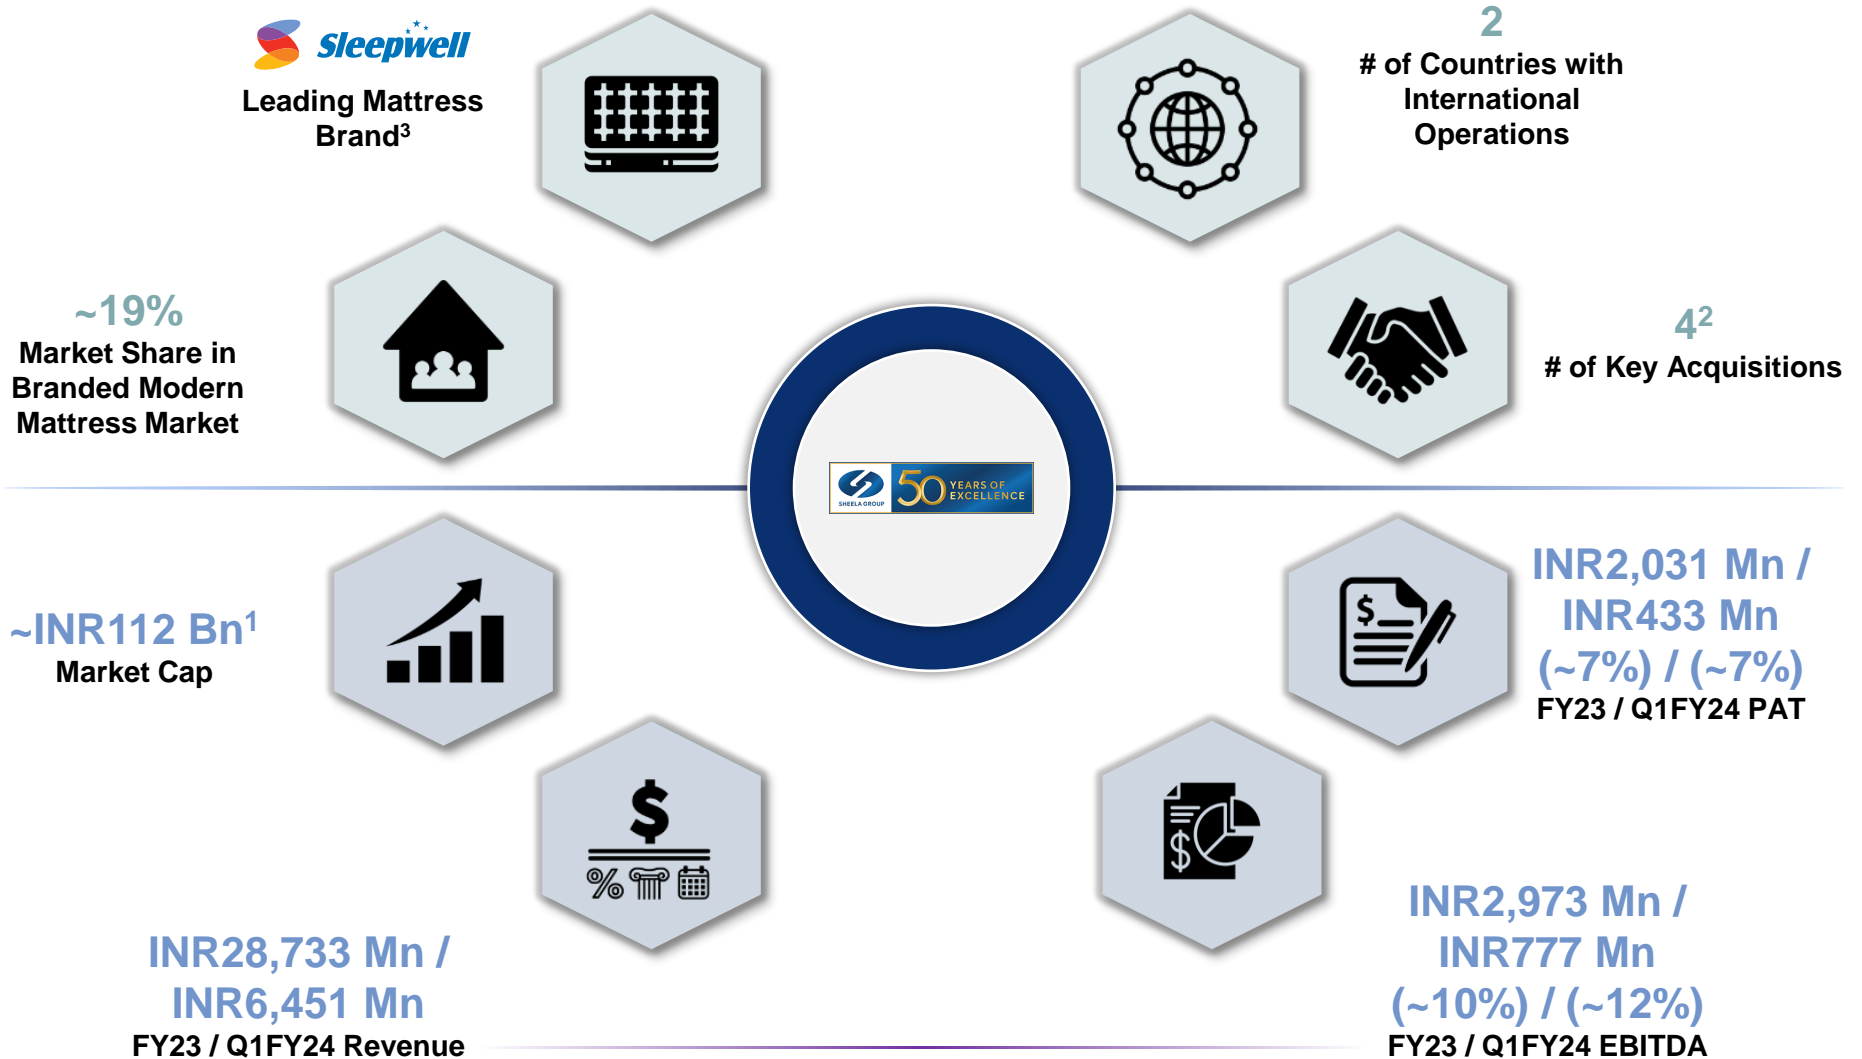 Sleepwell
Leading Mattress
Brand3
2
# of Countries with
International
Operations
~19%
Market Share in
Branded Modern
Mattress Market
42
# of Key Acquisitions
SHEELA GROUP
50 YEARS OF
EXCELLENCE
~INR112 Bn1
Market Cap
INR2,031 Mn /
INR433 Mn
(~7%) / (~7%)
FY23 / Q1FY24 PAT
INR28,733 Mn /
INR6,451 Mn
FY23 / Q1FY24 Revenue
INR2,973 Mn /
INR777 Mn
(~10%) / (~12%)
FY23 / Q1FY24 EBITDA